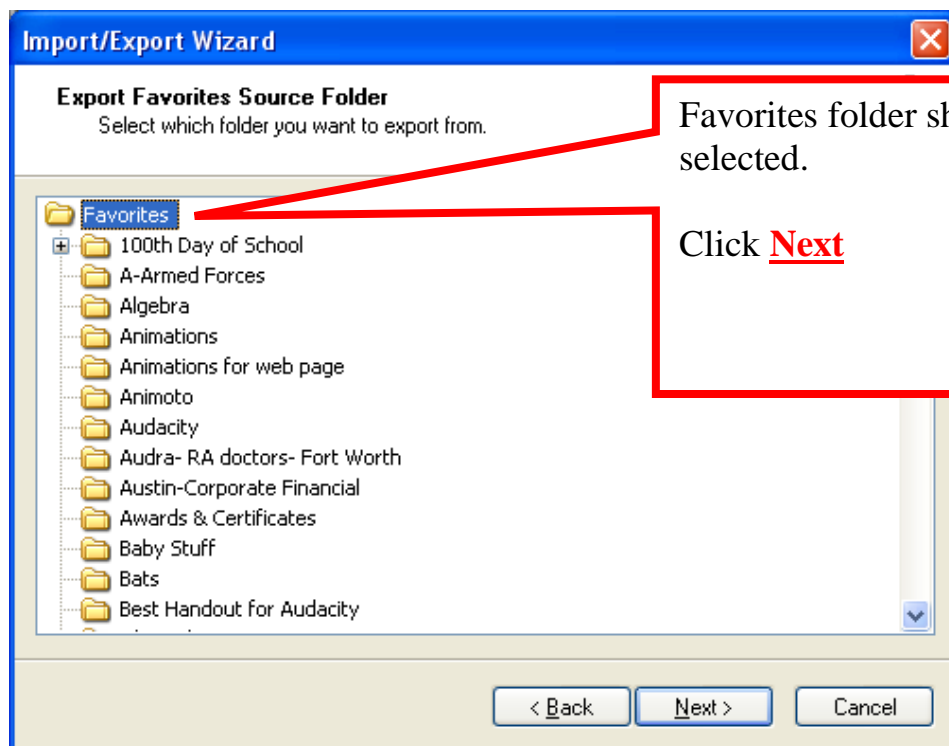 Import/Export Wizard
Export Favorites Source Folder
Select which folder you want to export from.
Favorites folder
selected.
Click Next
Favorites
100th Day of School
A-Armed Forces
Algebra
Animations
Animations for web page
Animoto
Audacity
Audra- RA doctors- Fort Worth
Austin-Corporate Financial
Awards & Certificates
Baby Stuff
Bats
Best Handout for Audacity
< Back
Next >
Cancel